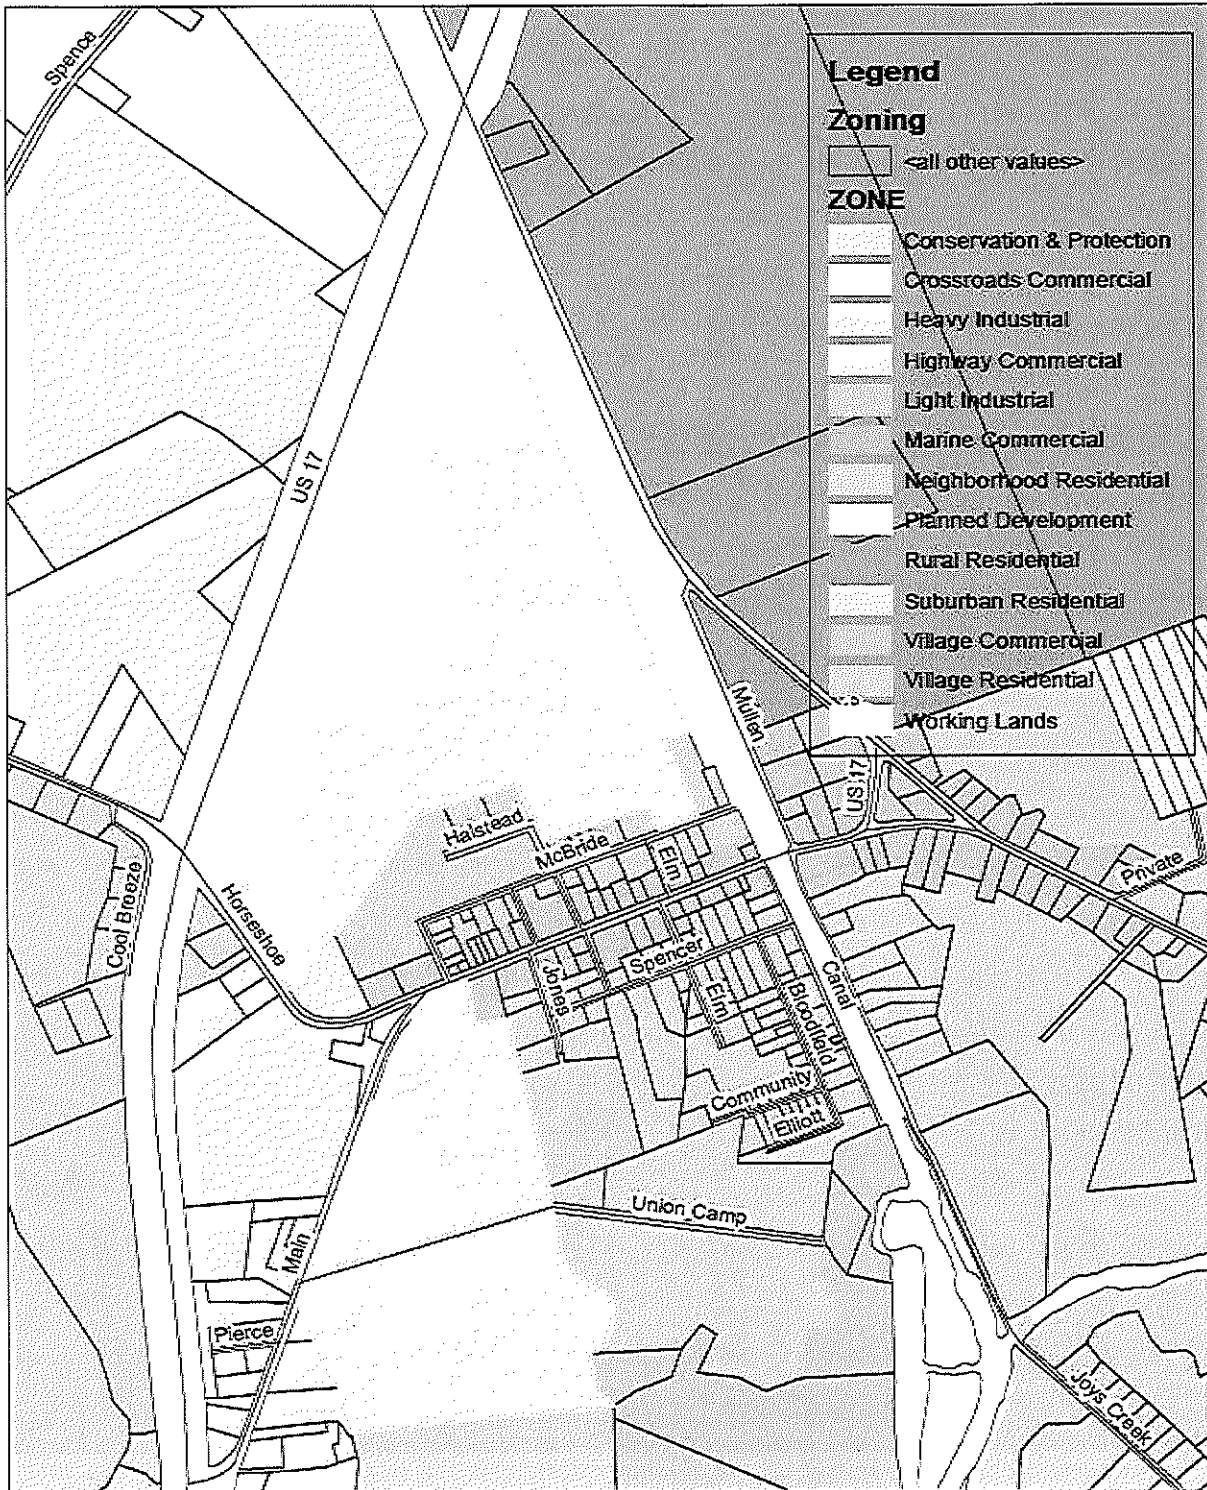 Spence
Legend
Zoning
<all other values>
ZONE
Conservation & Protection
Crossroads Commercial
Heavy Industrial
Highway Commercial
Light Industrial
Marine Commercial
Neighborhood Residential
Planned Development
Rural Residential
Suburban Residential
Village Commercial
Village Residential
Working Lands
US 17
Mullen
US 17
Halstead
McBride
Elm
Private
Cool Breeze
Horseshoe
Spencer
Jones
Elm
Bloodfield
Canal
Community
Elliott
Union Camp
Main
Pierce
Joys Creek